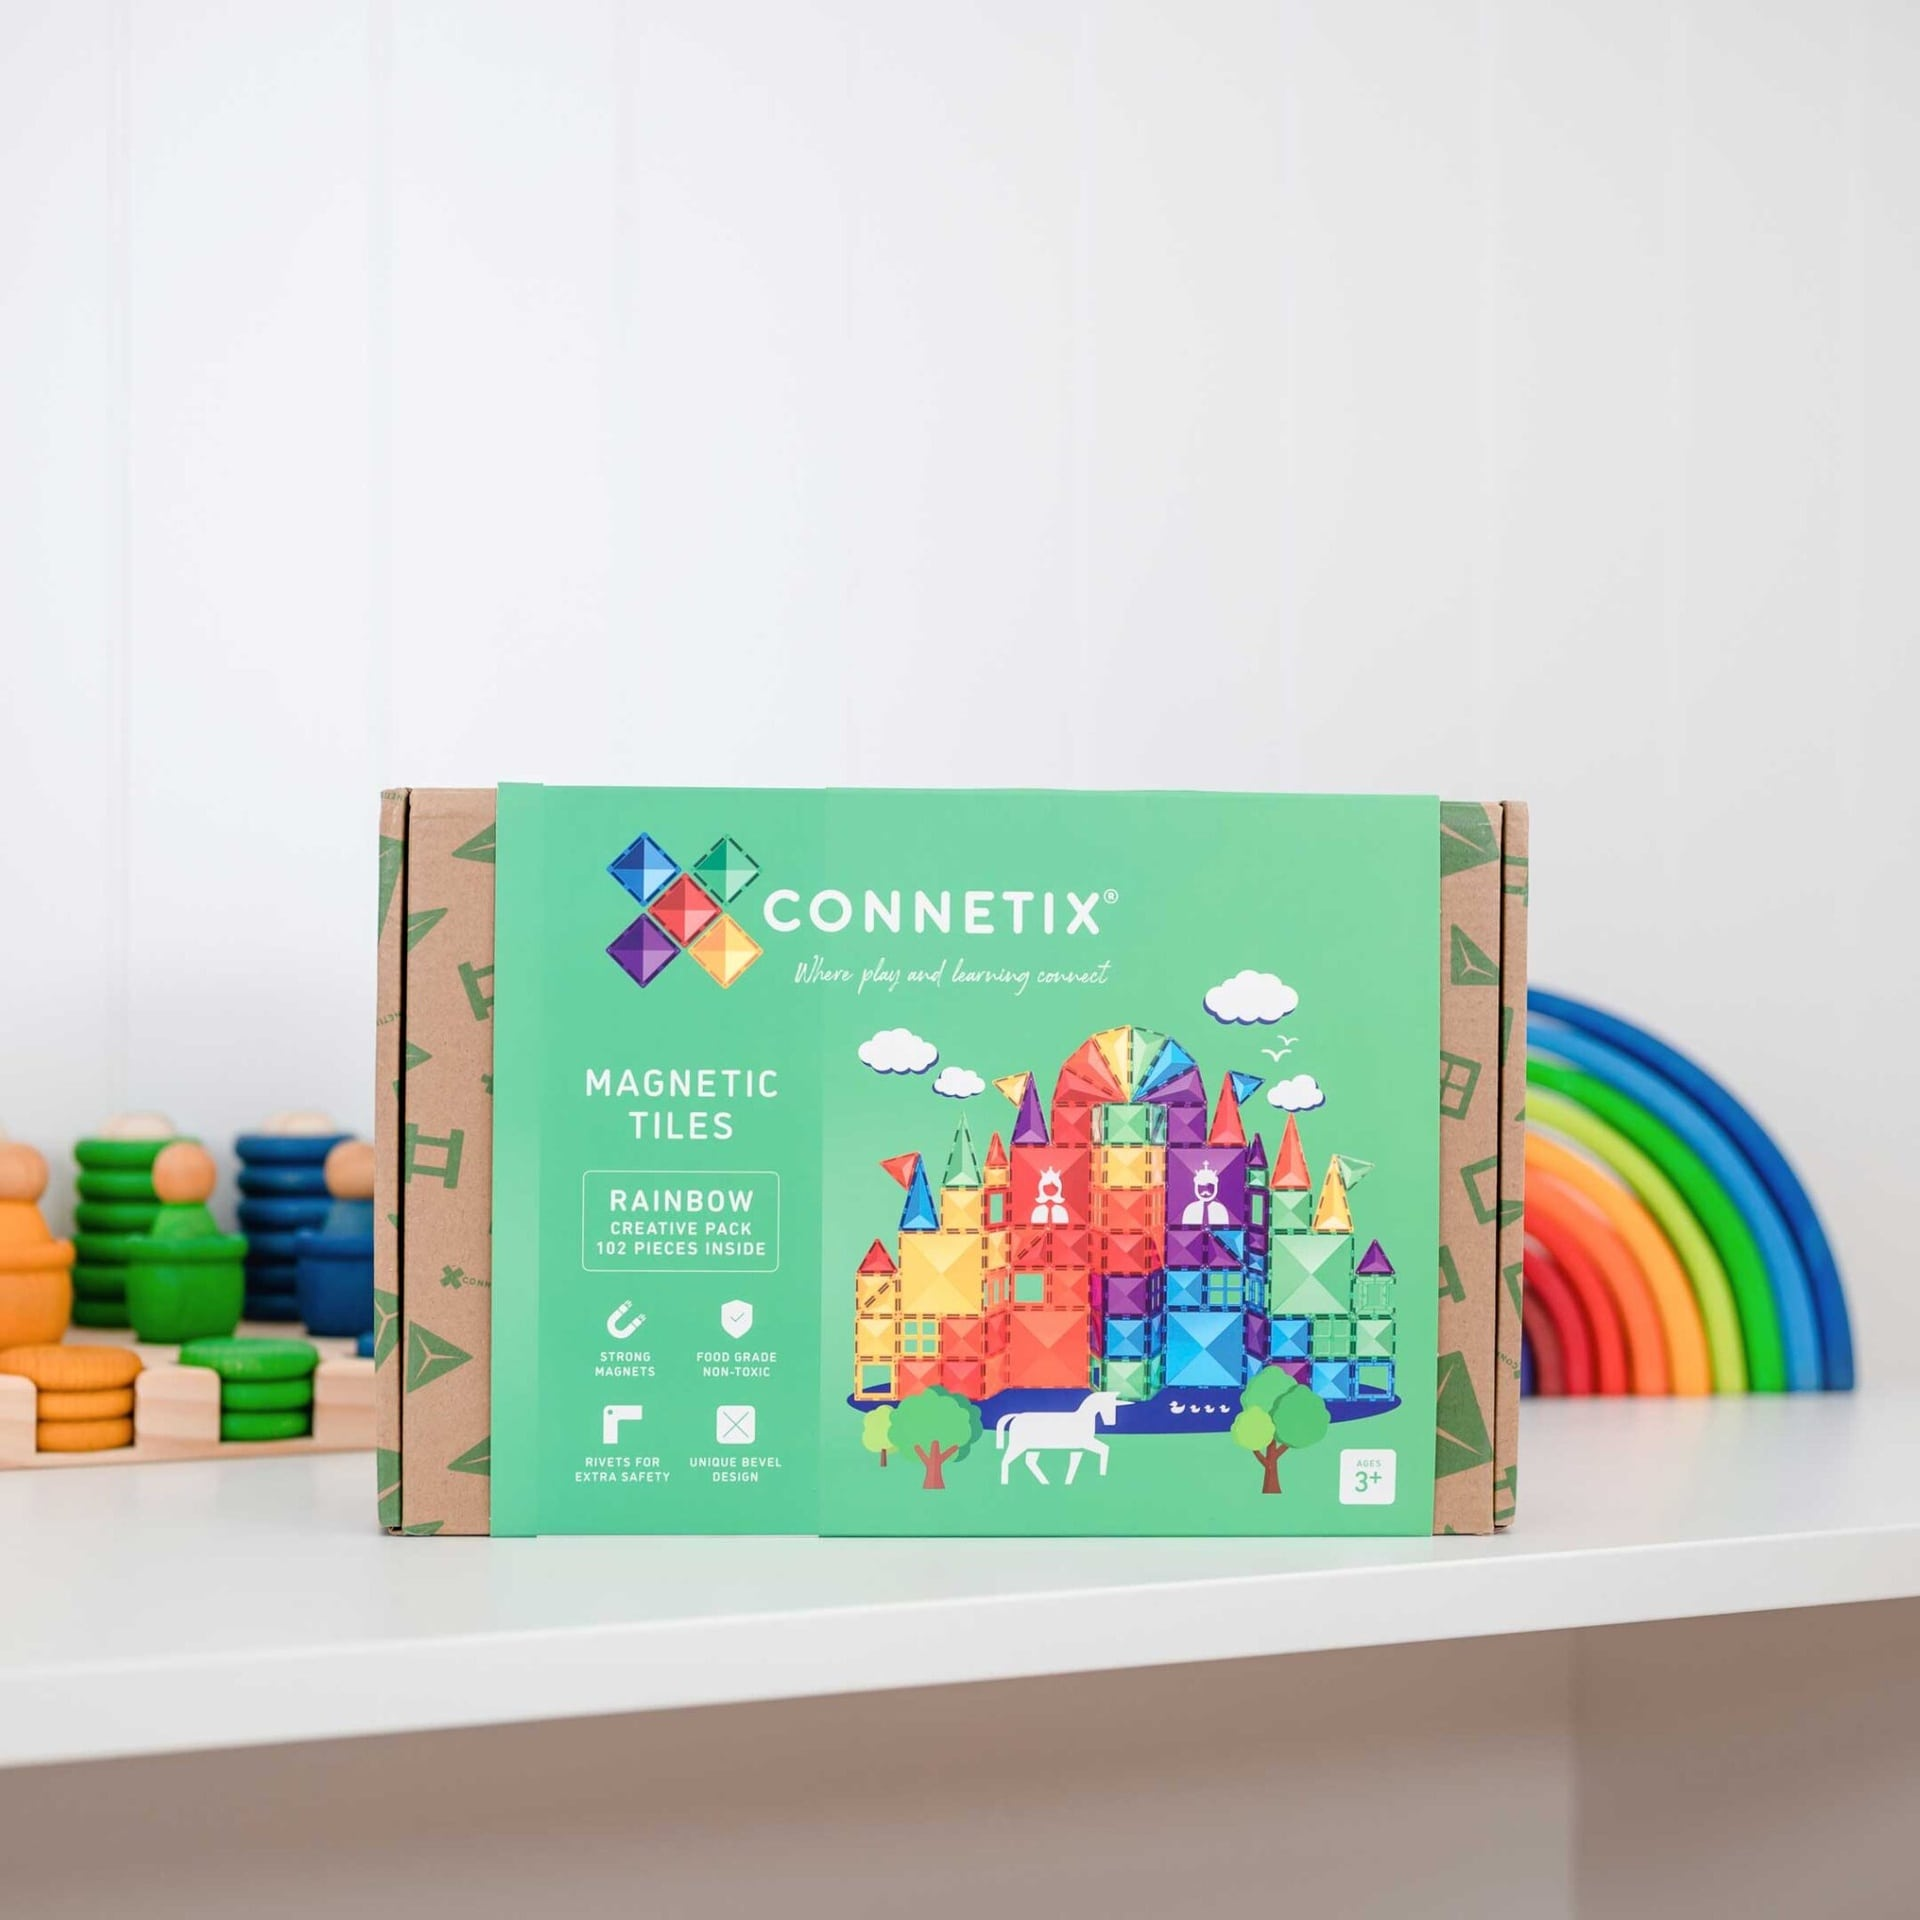 CONNETIX®
Where play and learning connect
MAGNETIC
TILES
RAINBOW
CREATIVE PACK
102 PIECES INSIDE
STRONG
MAGNETS
FOOD GRADE
NON-TOXIC
RIVETS FOR
EXTRA SAFETY
UNIQUE BEVEL
DESIGN
AGES
3+